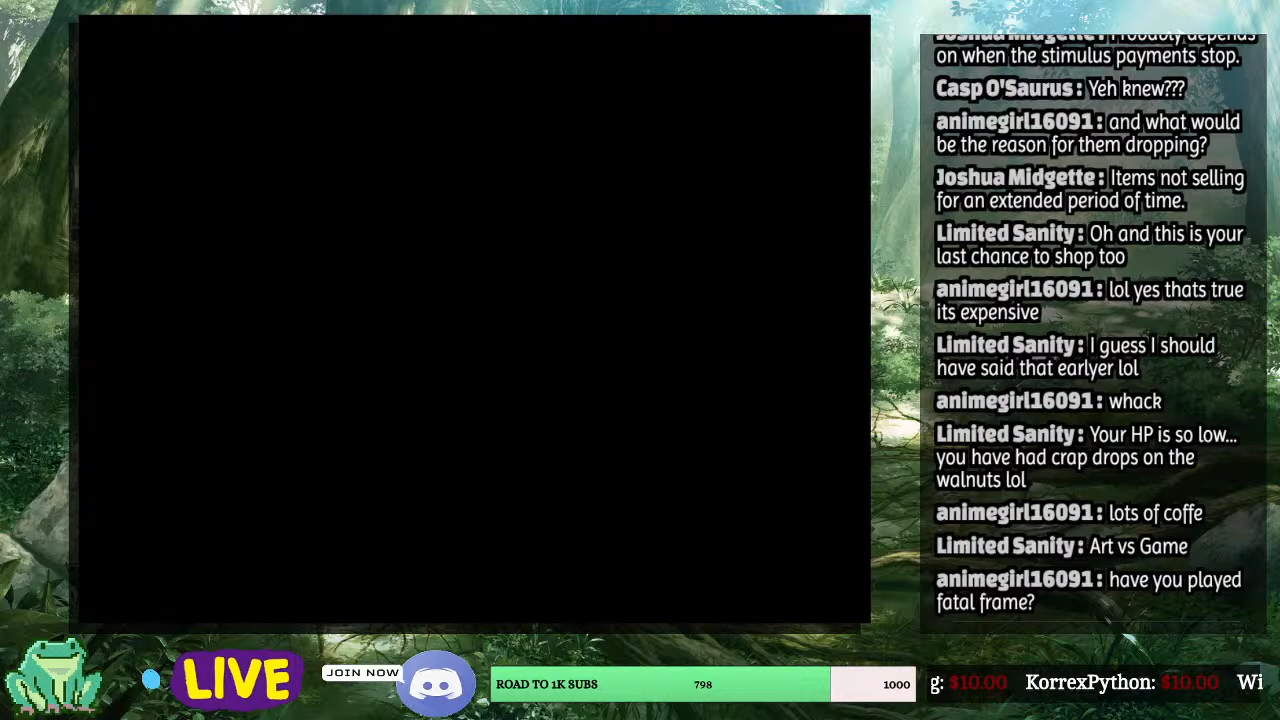 Joshua Midgette: Probably depends
on when the stimulus payments stop.
Casp O'Saurus: Yeh knew???
animegirl16091: and what would
be the reason for them dropping?
Joshua Midgette: Items not selling
for an extended period of time.
Limited Sanity: Oh and this is your
last chance to shop too
animegirl16091: lol yes thats true
its expensive
Limited Sanity: I guess I should
have said that earlyer lol
animegirl16091: whack
Limited Sanity: Your HP is so low...
you have had crap drops on the
walnuts lol
animegirl16091: lots of coffe
Limited Sanity: Art vs Game
animegirl16091: have you played
fatal frame?
LIVE
JOIN NOW
ROAD TO 1K SUBS 798 1000
g: $10.00 KorrexPython: $10.00 Wi